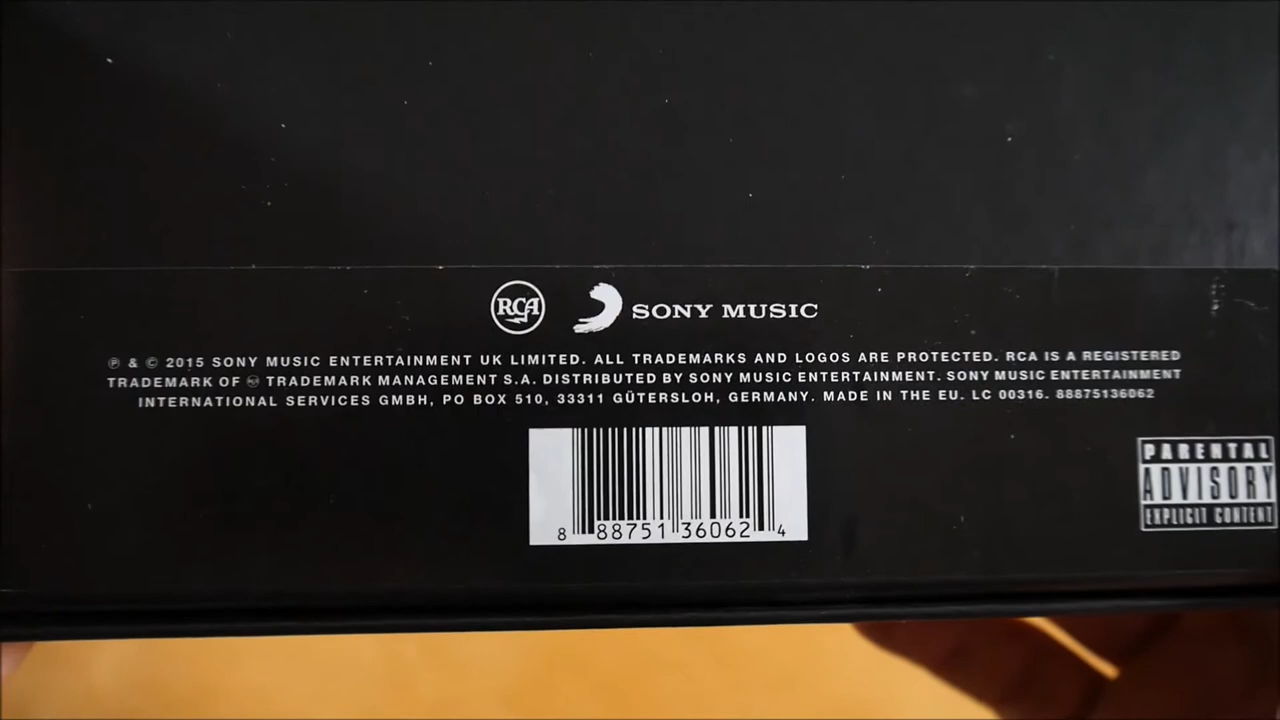 RCA SONY MUSIC
℗ & © 2015 SONY MUSIC ENTERTAINMENT UK LIMITED. ALL TRADEMARKS AND LOGOS ARE PROTECTED. RCA IS A REGISTERED
TRADEMARK OF RCA TRADEMARK MANAGEMENT S.A. DISTRIBUTED BY SONY MUSIC ENTERTAINMENT. SONY MUSIC ENTERTAINMENT
INTERNATIONAL SERVICES GMBH, PO BOX 510, 33311 GÜTERSLOH, GERMANY. MADE IN THE EU. LC 00316. 88875136062
8 88751 36062 4
PARENTAL
ADVISORY
EXPLICIT CONTENT